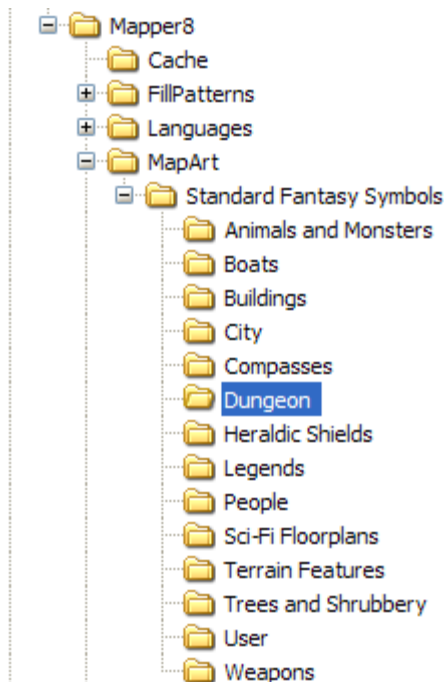 Mapper8
Cache
FillPatterns
Languages
MapArt
Standard Fantasy Symbols
Animals and Monsters
Boats
Buildings
City
Compasses
Dungeon
Heraldic Shields
Legends
People
Sci-Fi Floorplans
Terrain Features
Trees and Shrubbery
User
Weapons